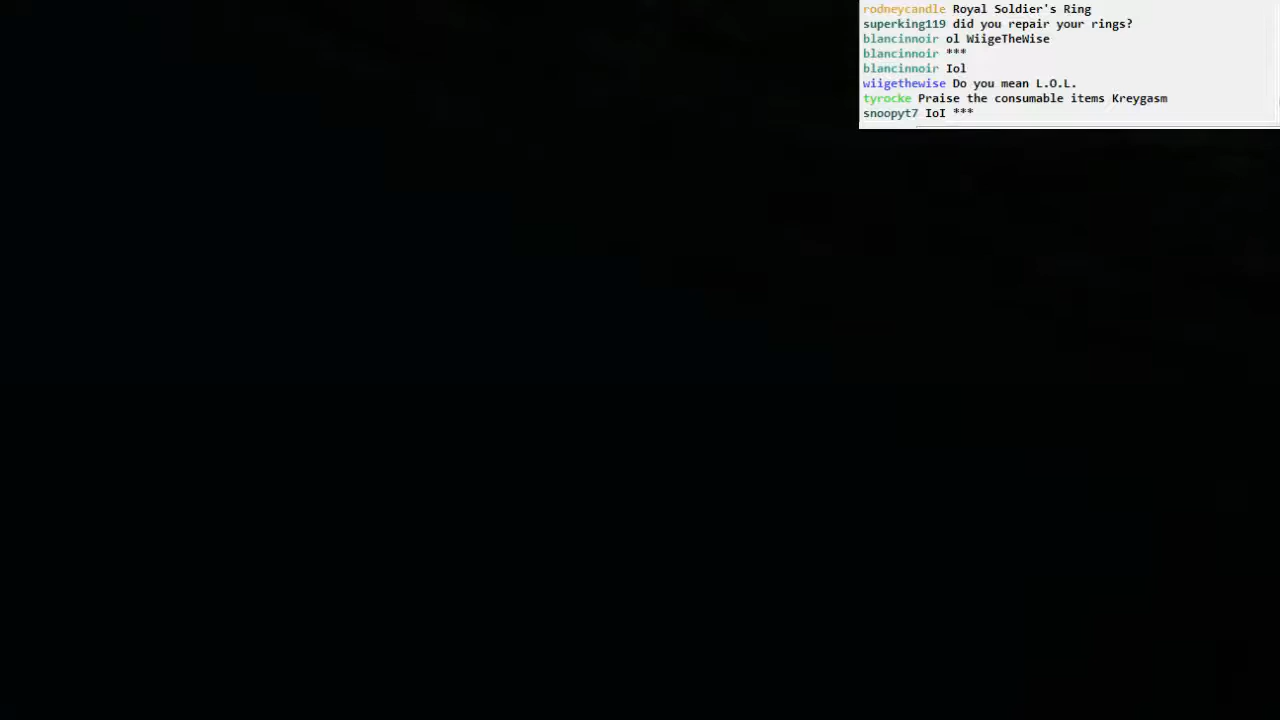 rodneycandle Royal Soldier's Ring
superking119 did you repair your rings?
blancinnoir ol WiigeTheWise
blancinnoir ***
blancinnoir Iol
wiigethewise Do you mean L.O.L.
tyrocke Praise the consumable items Kreygasm
snoopyt7 IoI ***